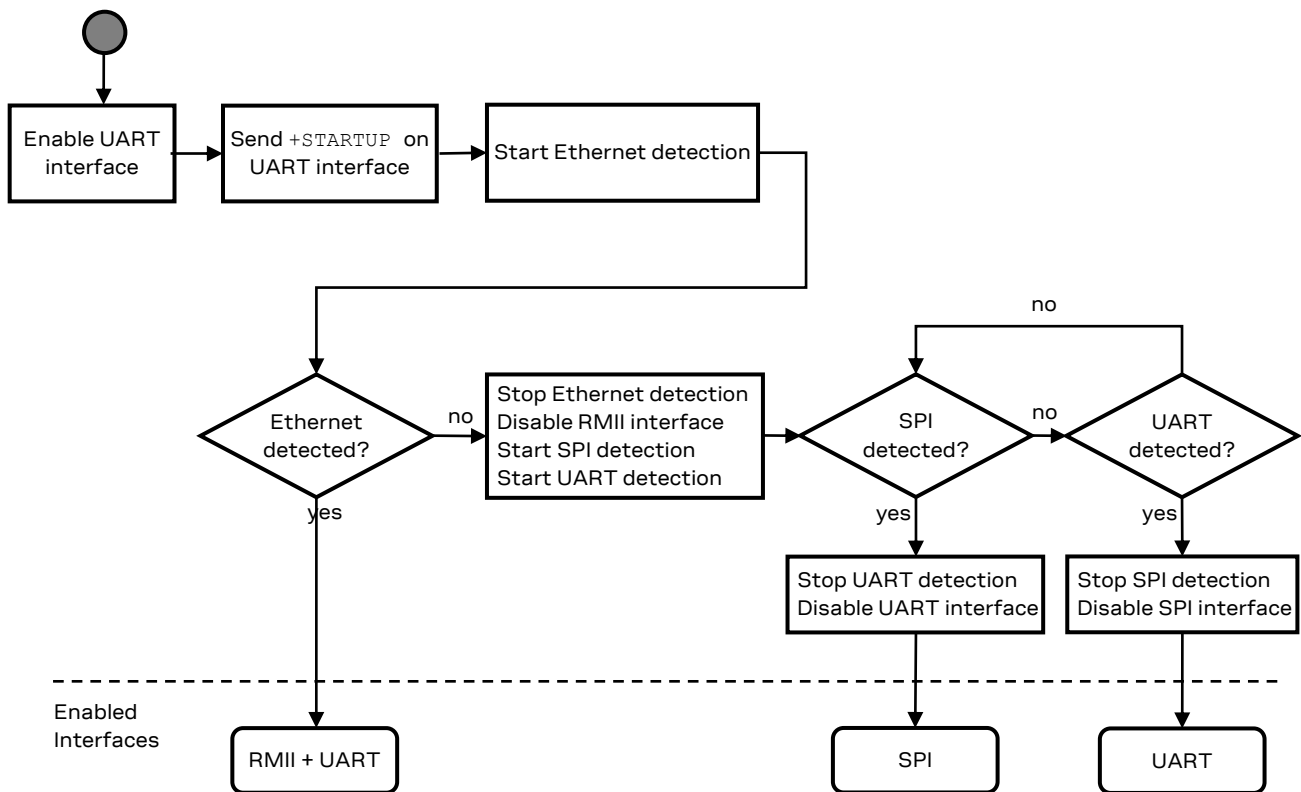 Enable UART
interface
Send +STARTUP on
UART interface
Start Ethernet detection
no
Ethernet
detected?
no
Stop Ethernet detection
Disable RMII interface
Start SPI detection
Start UART detection
SPI
detected?
no
UART
detected?
yes
yes
yes
Stop UART detection
Disable UART interface
Stop SPI detection
Disable SPI interface
Enabled
Interfaces
RMII + UART
SPI
UART